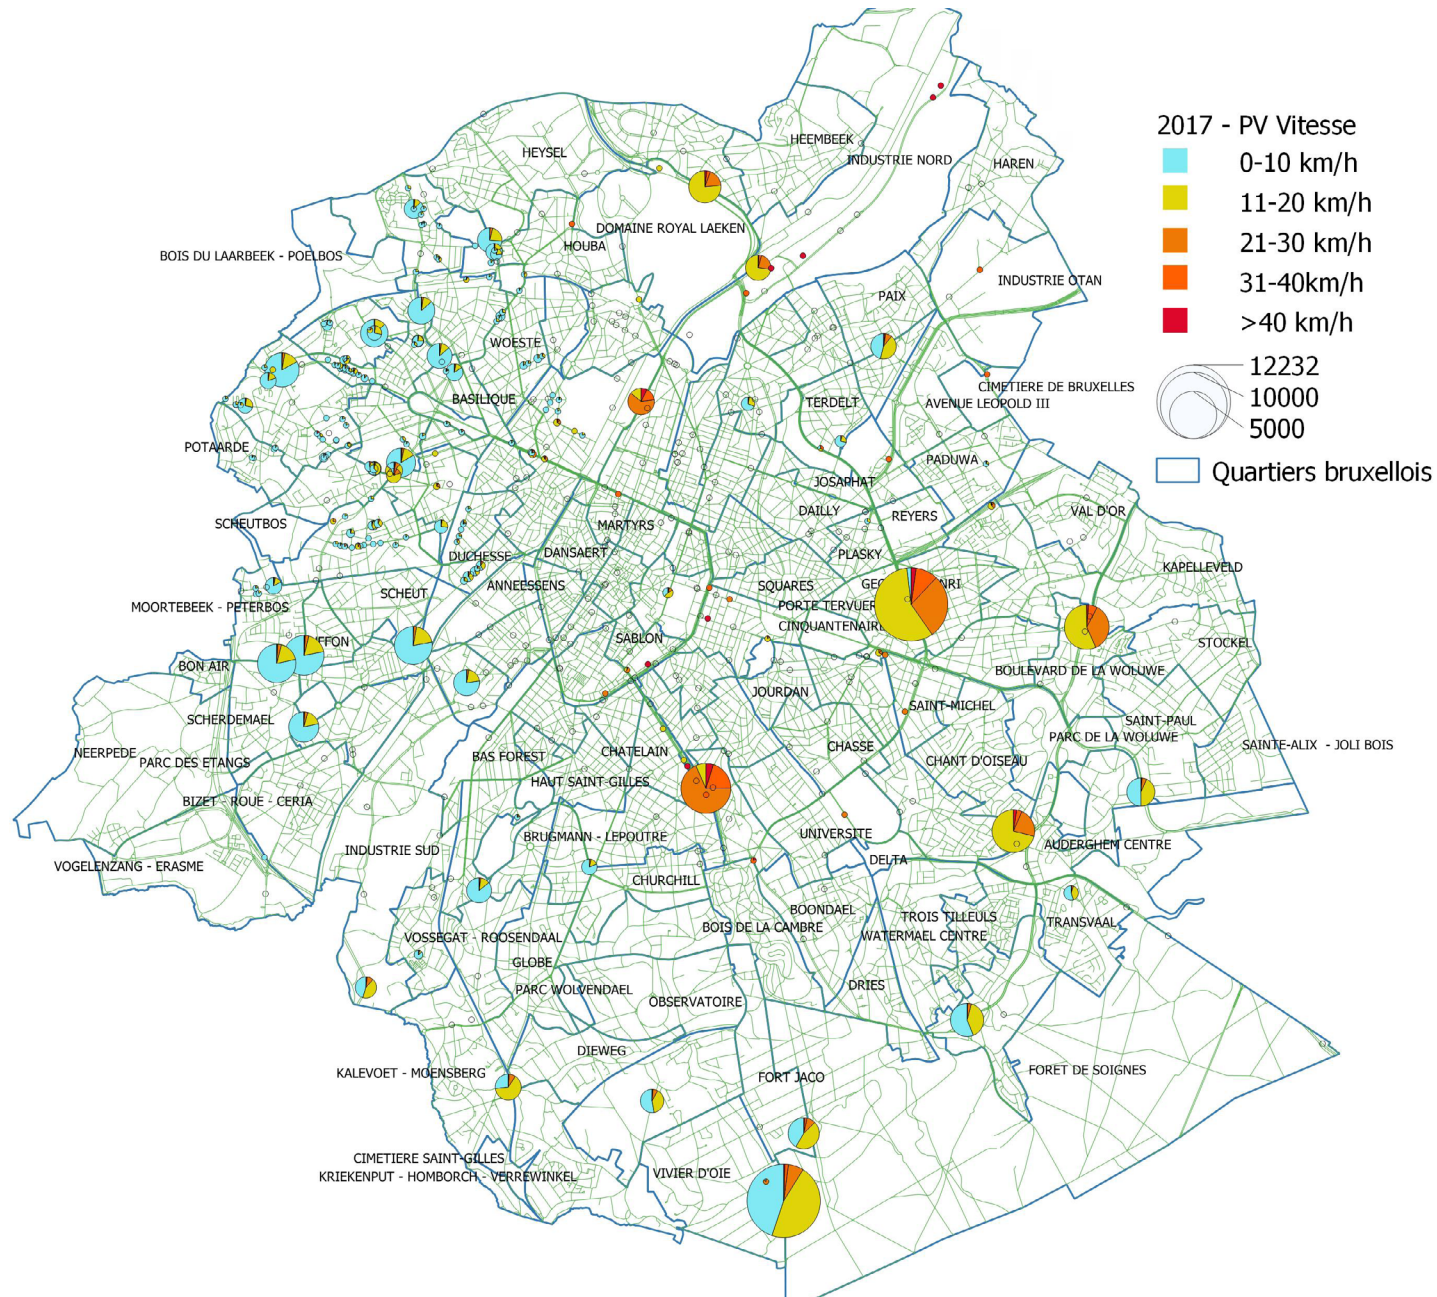 2017 - PV Vitesse
0-10 km/h
11-20 km/h
21-30 km/h
31-40km/h
>40 km/h
12232
10000
5000
Quartiers bruxellois
HEEMBEEK
HEYSEL
INDUSTRIE NORD
HAREN
DOMAINE ROYAL LAEKEN
HOUBA
BOIS DU LAARBEEK - POELBOS
INDUSTRIE OTAN
PAIX
WOESTE
CIMETIERE DE BRUXELLES
BASILIQUE
TERDELT
AVENUE LEOPOLD III
POTAARDE
PADUWA
JOSAPHAT
DAILLY
REYERS
VAL D'OR
SCHEUTBOS
MARTYRS
DUCHESSE
DANSAERT
PLASKY
KAPELLEVELD
ANNEESSENS
SQUARES
SCHEUT
MOORTEBEEK - PETERBOS
PORTE TERVUER
CINQUANTENAIR
SABLON
STOCKEL
BON AIR
BOULEVARD DE LA WOLUWE
JOURDAN
SAINT-MICHEL
SCHERDEMAEL
SAINT-PAUL
PARC DE LA WOLUWE
SAINTE-ALIX - JOLI BOIS
NEERPEDE
PARC DES ETANGS
BAS FOREST
CHATELAIN
CHASSE
CHANT D'OISEAU
HAUT SAINT-GILLES
BIZET - ROUE - CERIA
BRUGMANN - LEPOUTRE
UNIVERSITE
INDUSTRIE SUD
AUDERGHEM CENTRE
VOGELENZANG - ERASME
DELTA
CHURCHILL
BOONDAEL
TROIS TILLEULS
TRANSVAAL
BOIS DE LA CAMBRE
WATERMAEL CENTRE
VOSSEGAT - ROOSENDAAL
GLOBE
DRIES
PARC WOLVENDAEL
OBSERVATOIRE
DIEWEG
KALEVOET - MOENSBERG
FORT JACO
FORET DE SOIGNES
CIMETIERE SAINT-GILLES
KRIEKENPUT - HOMBORCH - VERREWINKEL
VIVIER D'OIE